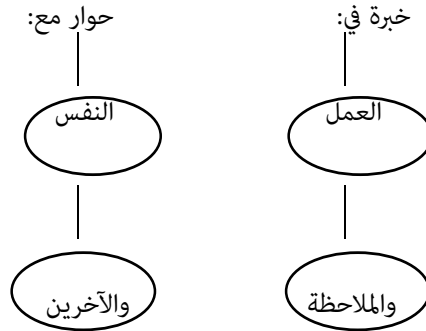 خبرة في:
حوار مع:
العمل
النفس
والملاحظة
والآخرين